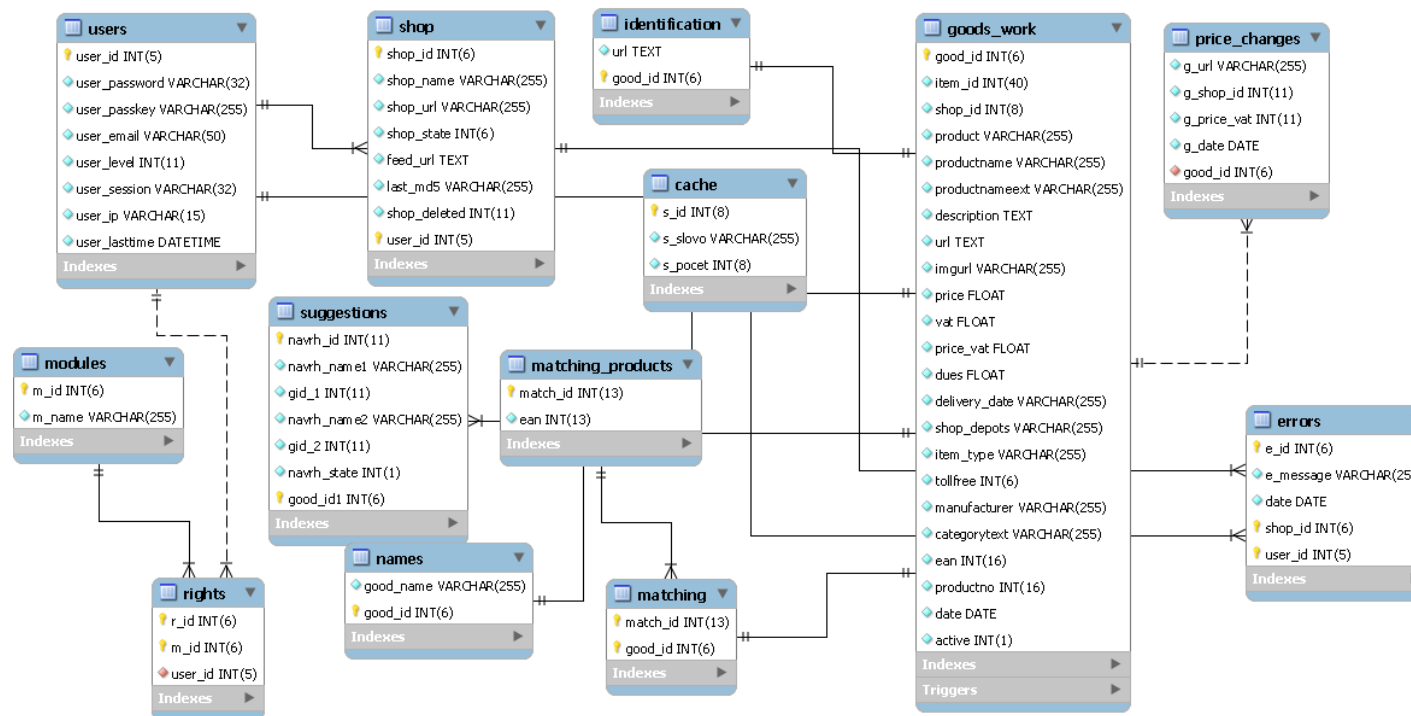 users
user_id INT(5)
user_password VARCHAR(32)
user_passkey VARCHAR(255)
user_email VARCHAR(50)
user_level INT(11)
user_session VARCHAR(32)
user_ip VARCHAR(15)
user_lasttime DATETIME
Indexes
shop
shop_id INT(6)
shop_name VARCHAR(255)
shop_url VARCHAR(255)
shop_state INT(6)
feed_url TEXT
last_md5 VARCHAR(255)
shop_deleted INT(11)
user_id INT(5)
Indexes
identification
url TEXT
good_id INT(6)
Indexes
cache
s_id INT(8)
s_slovo VARCHAR(255)
s_pocet INT(8)
Indexes
goods_work
good_id INT(6)
item_id INT(40)
shop_id INT(8)
product VARCHAR(255)
productname VARCHAR(255)
productnameext VARCHAR(255)
description TEXT
url TEXT
imgurl VARCHAR(255)
price FLOAT
vat FLOAT
price_vat FLOAT
dues FLOAT
delivery_date VARCHAR(255)
shop_depots VARCHAR(255)
item_type VARCHAR(255)
tollfree INT(6)
manufacturer VARCHAR(255)
categorytext VARCHAR(255)
ean INT(16)
productno INT(16)
date DATE
active INT(1)
Indexes
Triggers
price_changes
g_url VARCHAR(255)
g_shop_id INT(11)
g_price_vat INT(11)
g_date DATE
good_id INT(6)
Indexes
suggestions
navrh_id INT(11)
navrh_name1 VARCHAR(255)
gid_1 INT(11)
navrh_name2 VARCHAR(255)
gid_2 INT(11)
navrh_state INT(1)
good_id1 INT(6)
Indexes
modules
m_id INT(6)
m_name VARCHAR(255)
Indexes
matching_products
match_id INT(13)
ean INT(13)
Indexes
errors
e_id INT(6)
e_message VARCHAR(25
date DATE
shop_id INT(6)
user_id INT(5)
Indexes
names
good_name VARCHAR(255)
good_id INT(6)
Indexes
rights
r_id INT(6)
m_id INT(6)
user_id INT(5)
Indexes
matching
match_id INT(13)
good_id INT(6)
Indexes